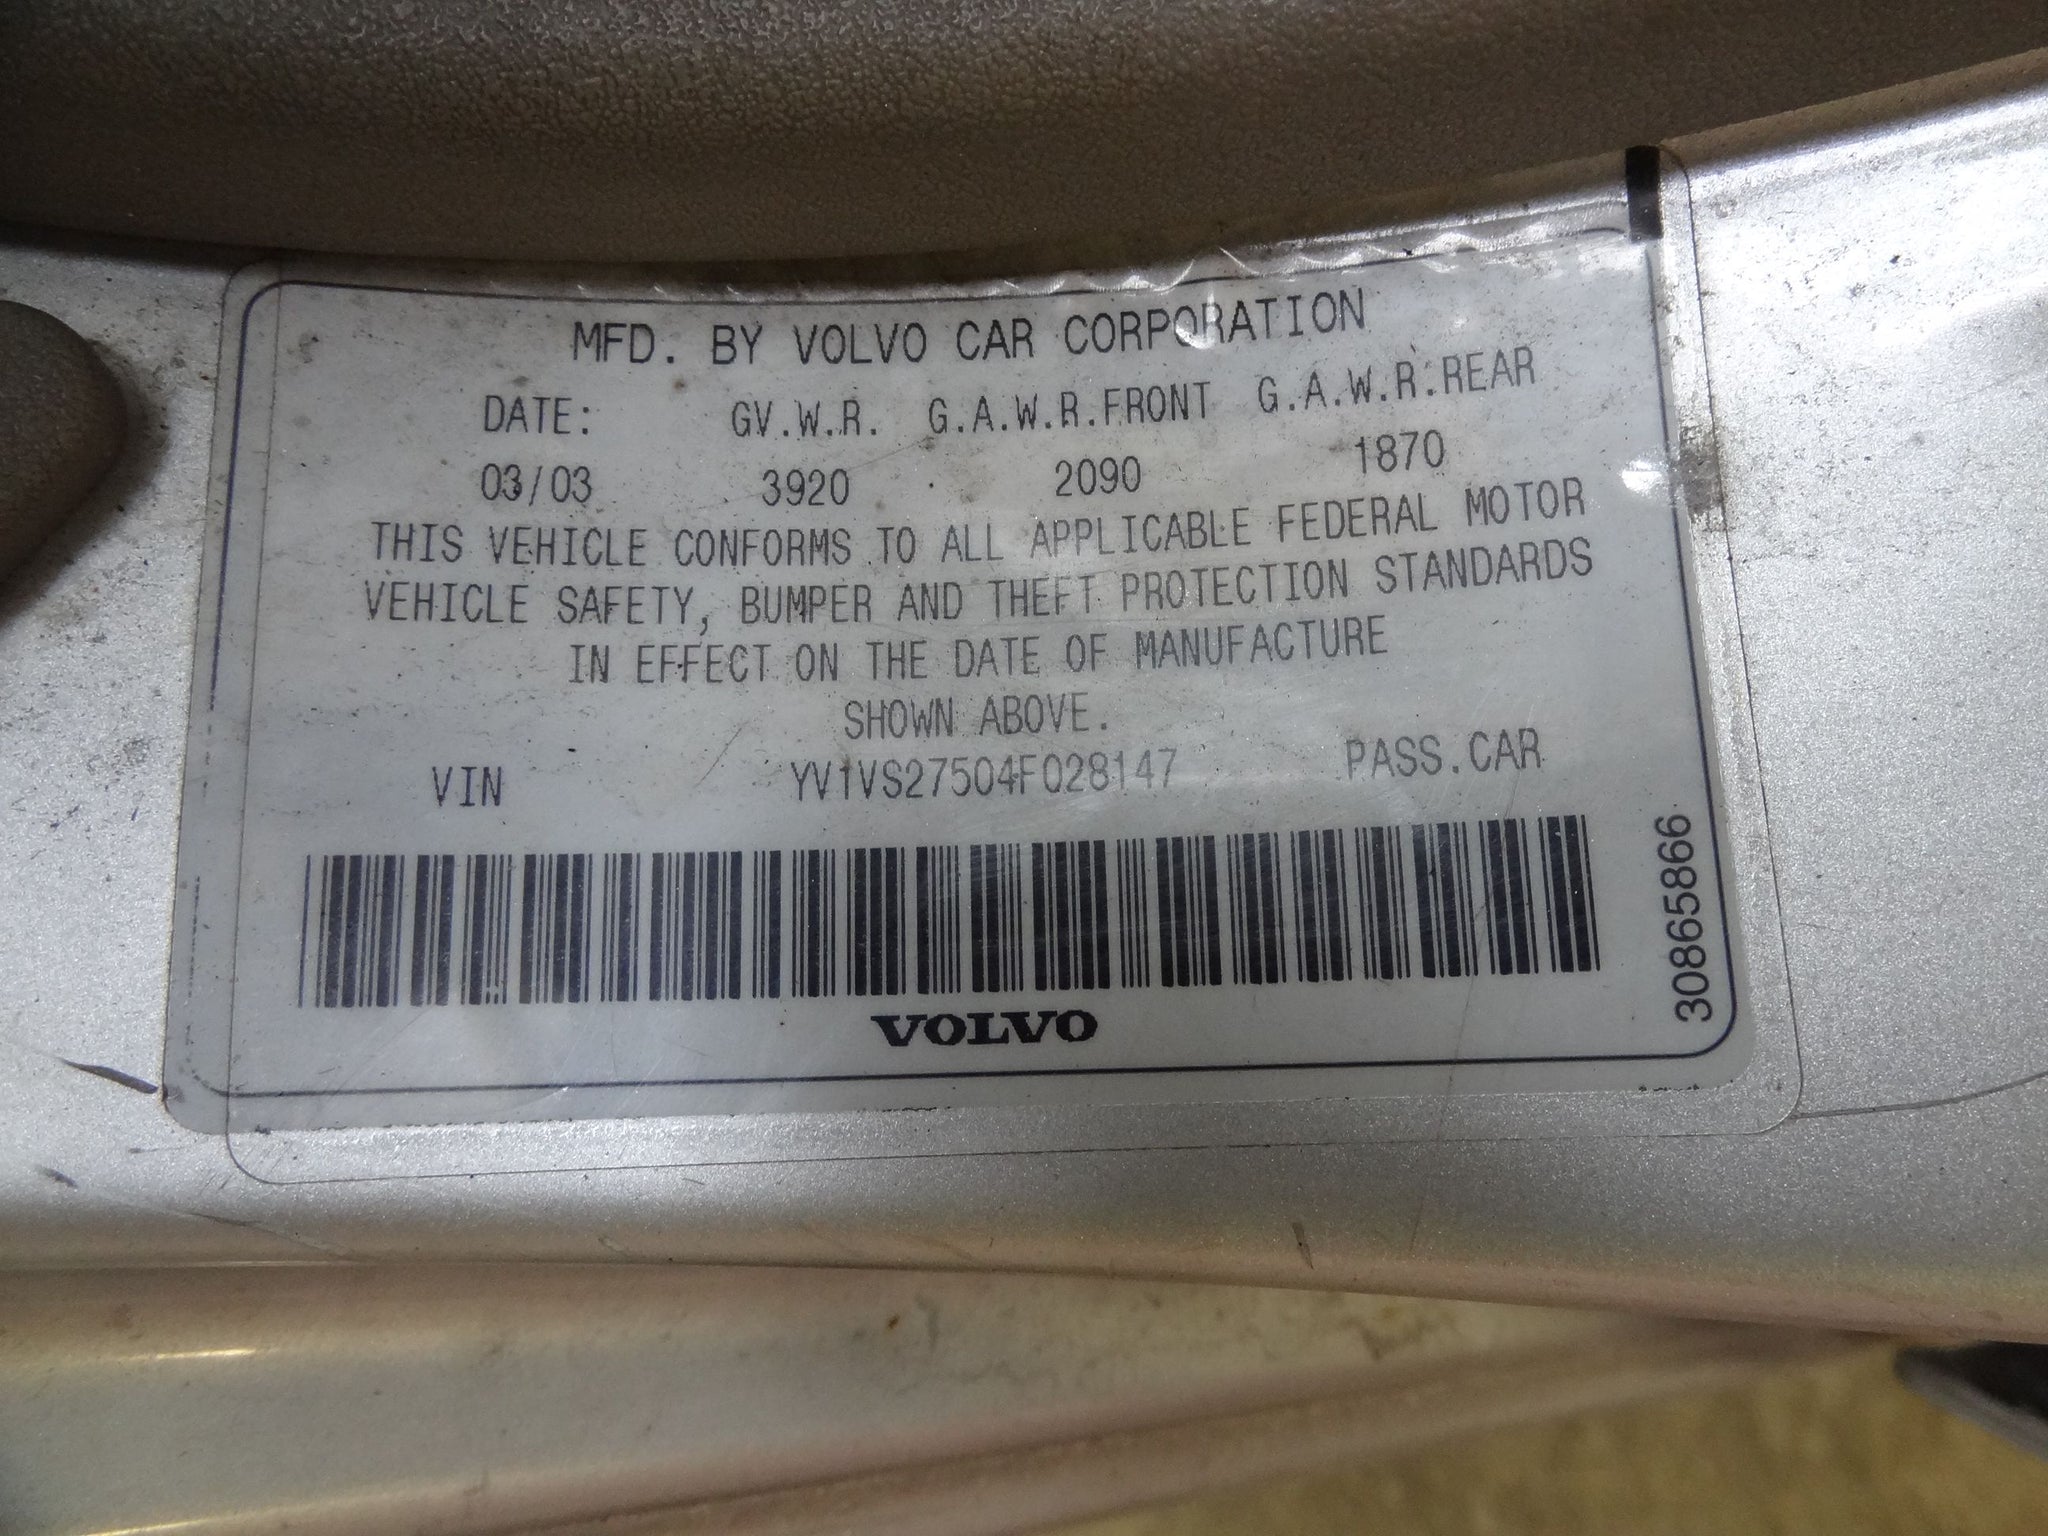 MFD. BY VOLVO CAR CORPORATION
DATE: GV.W.R. G.A.W.R.FRONT G.A.W.R.REAR
03/03 3920 2090 1870
THIS VEHICLE CONFORMS TO ALL APPLICABLE FEDERAL MOTOR
VEHICLE SAFETY, BUMPER AND THEFT PROTECTION STANDARDS
IN EFFECT ON THE DATE OF MANUFACTURE
SHOWN ABOVE.
VIN YV1VS27504F028147 PASS.CAR
30865866
VOLVO